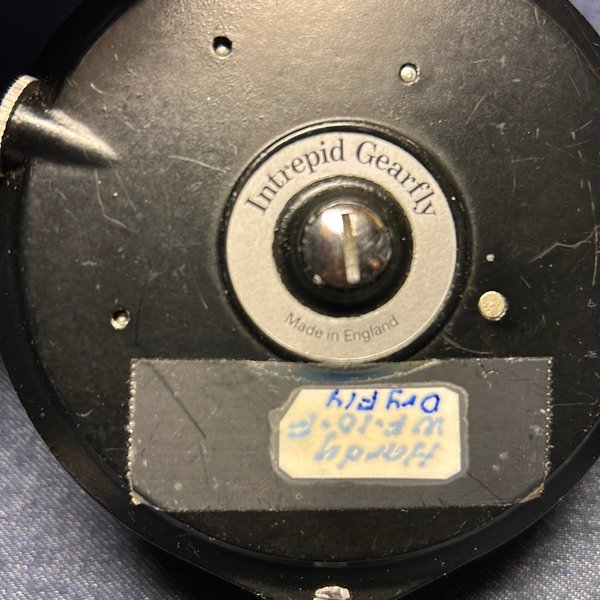 Intrepid Gearfly
Made in England
Hardy
W.F.10.F
Dry Fly